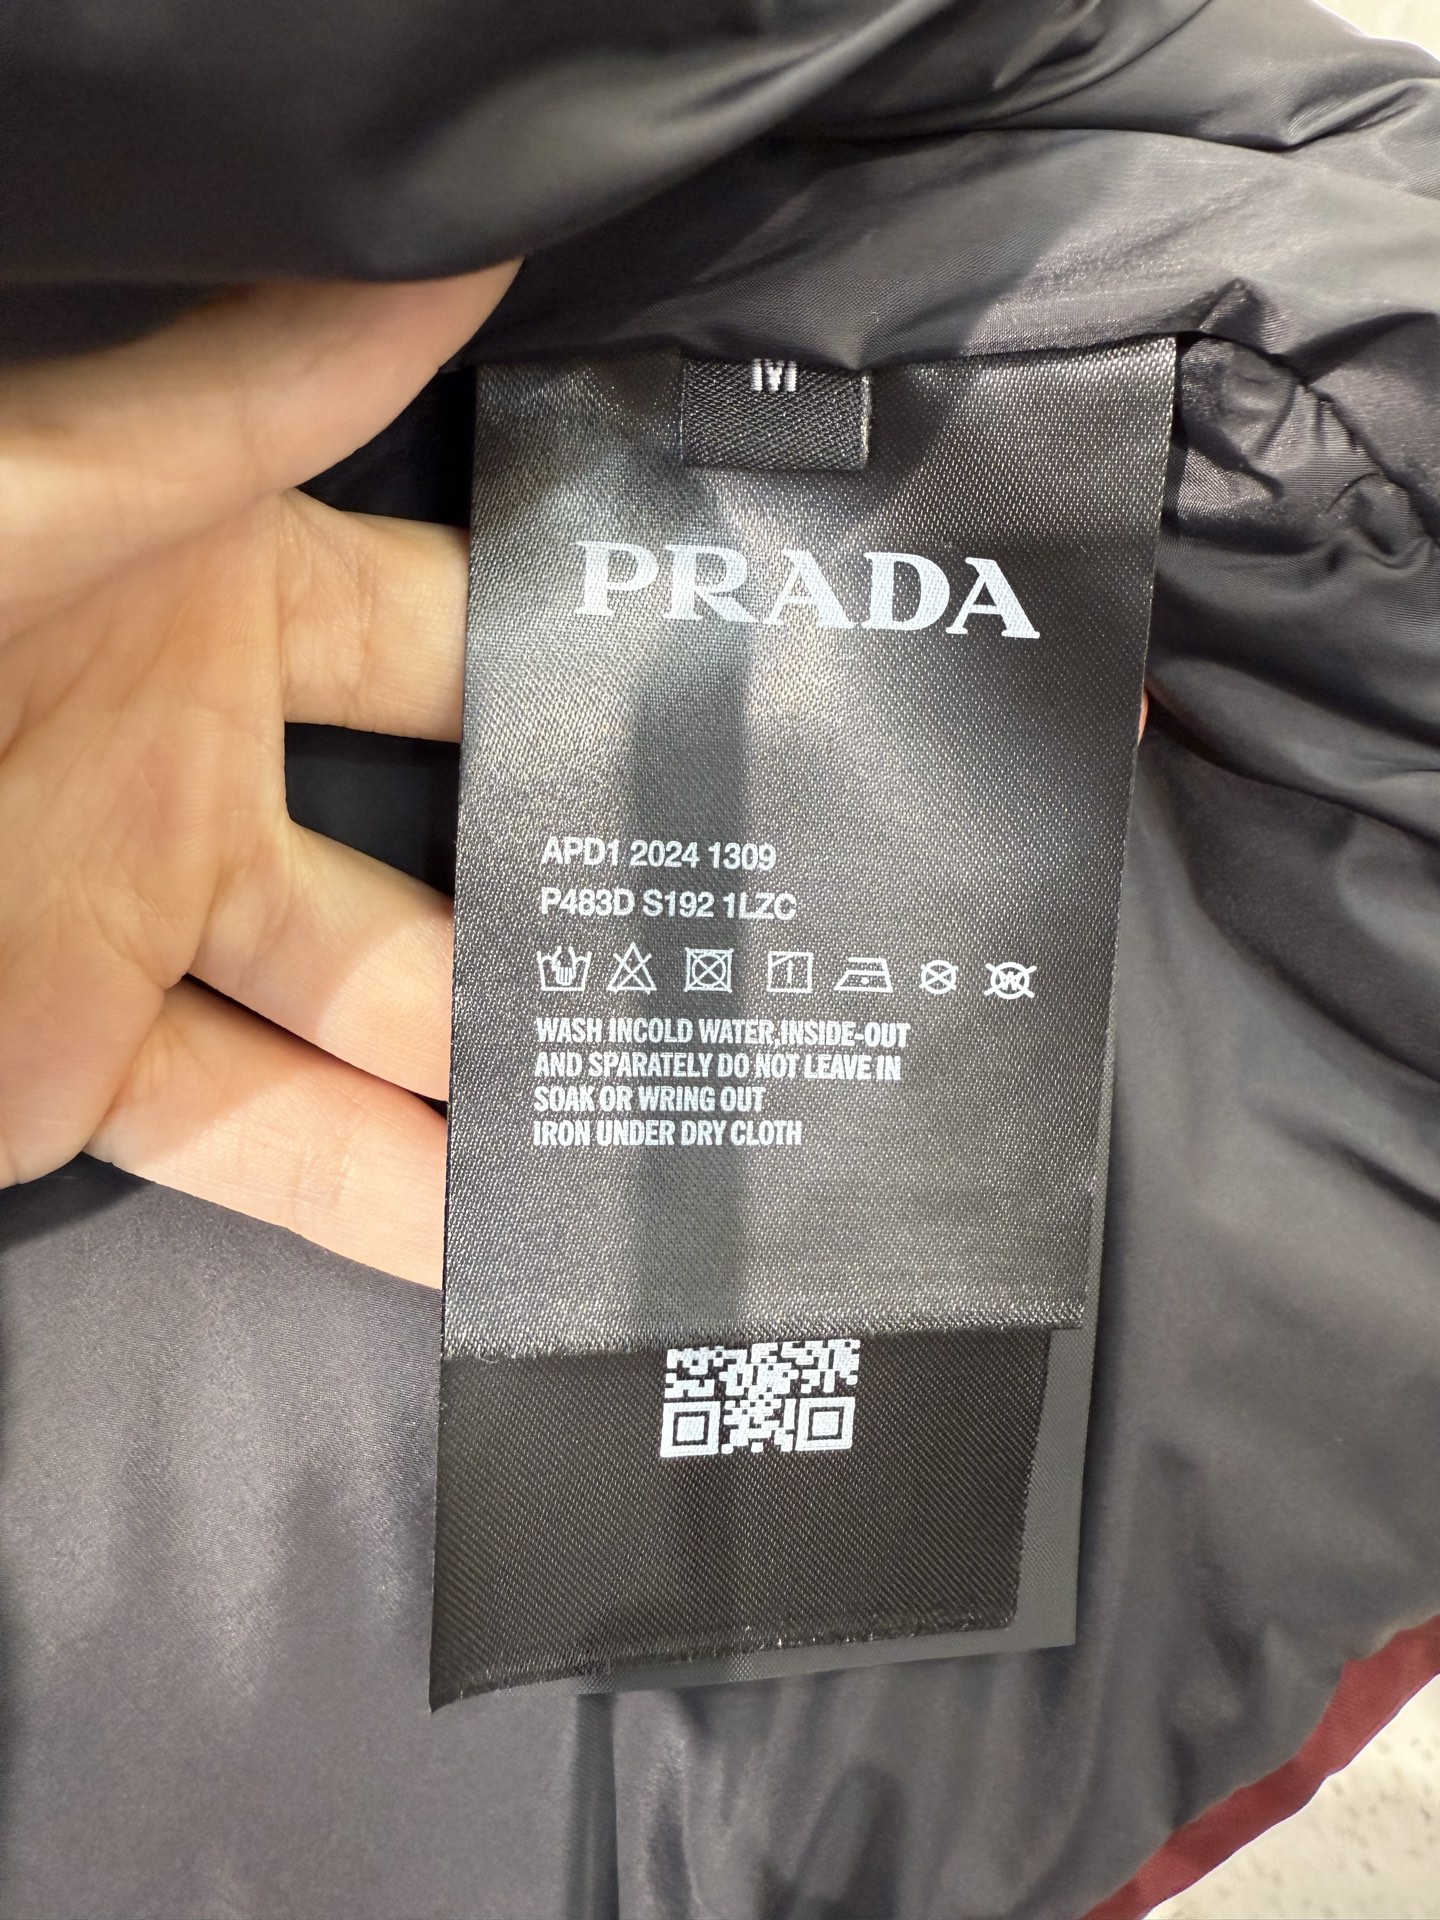 M
PRADA
APD1 2024 1309
P483D S192 1LZC
WASH INCOLD WATER,INSIDE-OUT
AND SPARATELY DO NOT LEAVE IN
SOAK OR WRING OUT
IRON UNDER DRY CLOTH